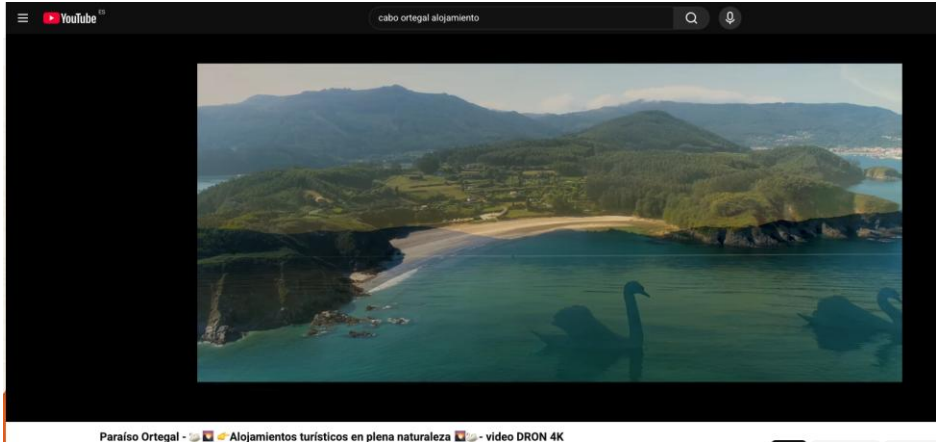 YouTube ES
cabo ortegal alojamiento
Paraíso Ortegal - 🦢🌄 👉Alojamientos turísticos en plena naturaleza 🌄🦢- video DRON 4K